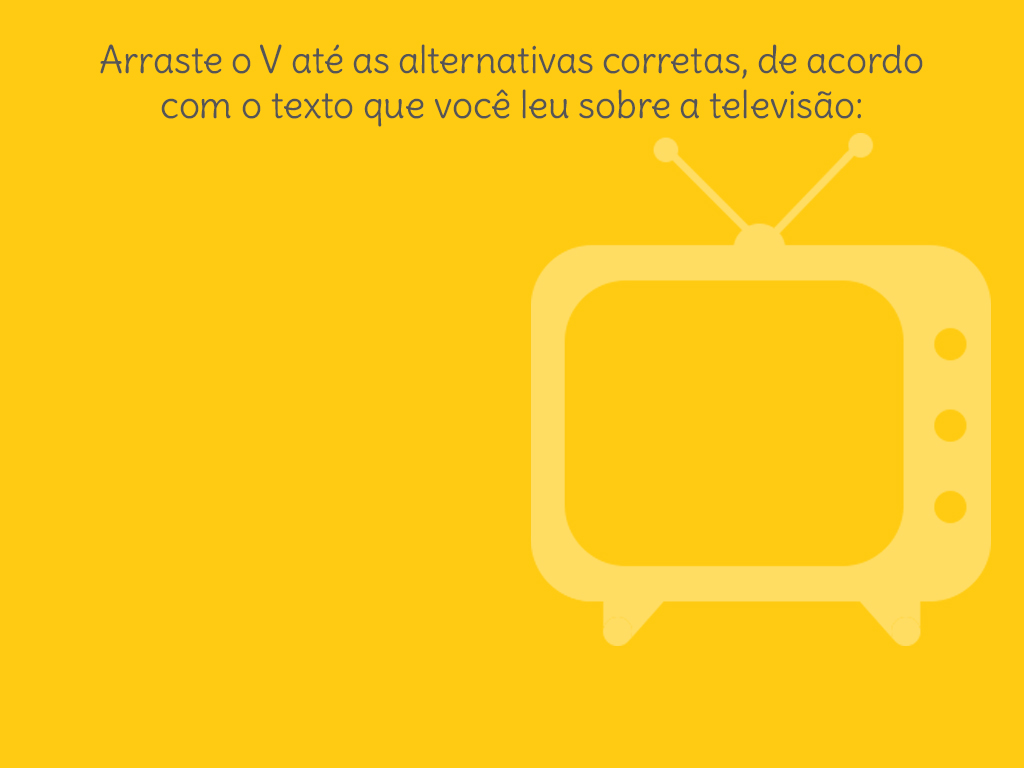 Arraste o V até as alternativas corretas, de acordo
com o texto que você leu sobre a televisão: